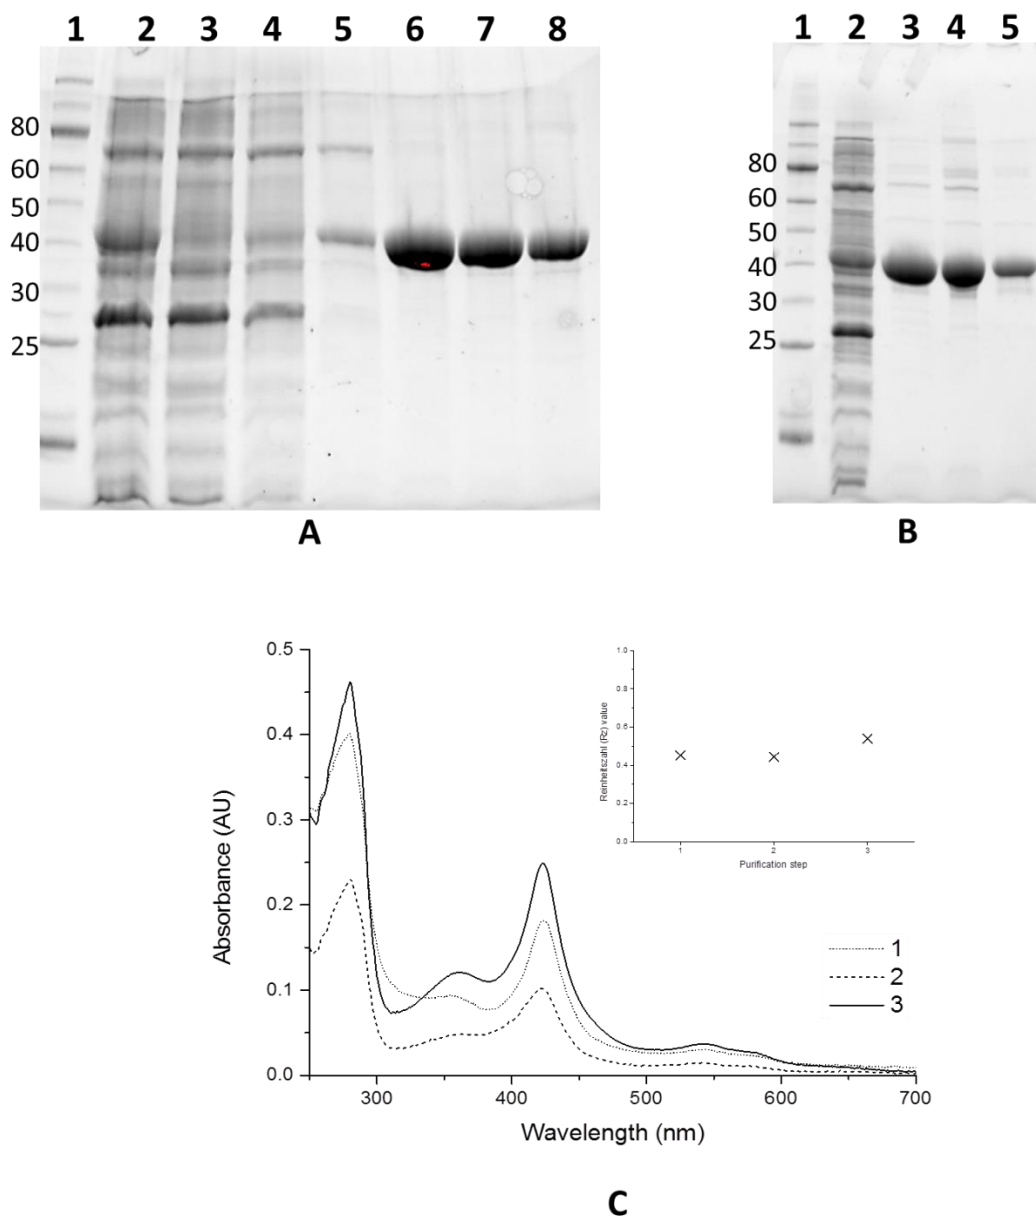 1 2 3 4 5 6 7 8
80
60
50
40
30
25
A
1 2 3 4 5
80
60
50
40
30
25
B
0.5
0.4
0.3
0.2
0.1
0.0
Absorbance (AU)
300 400 500 600 700
Wavelength (nm)
1.0
0.8
0.6
0.4
0.2
0.0
Reinheitszahl (Rz) value
1 2 3
Purification step
1
2
3
C